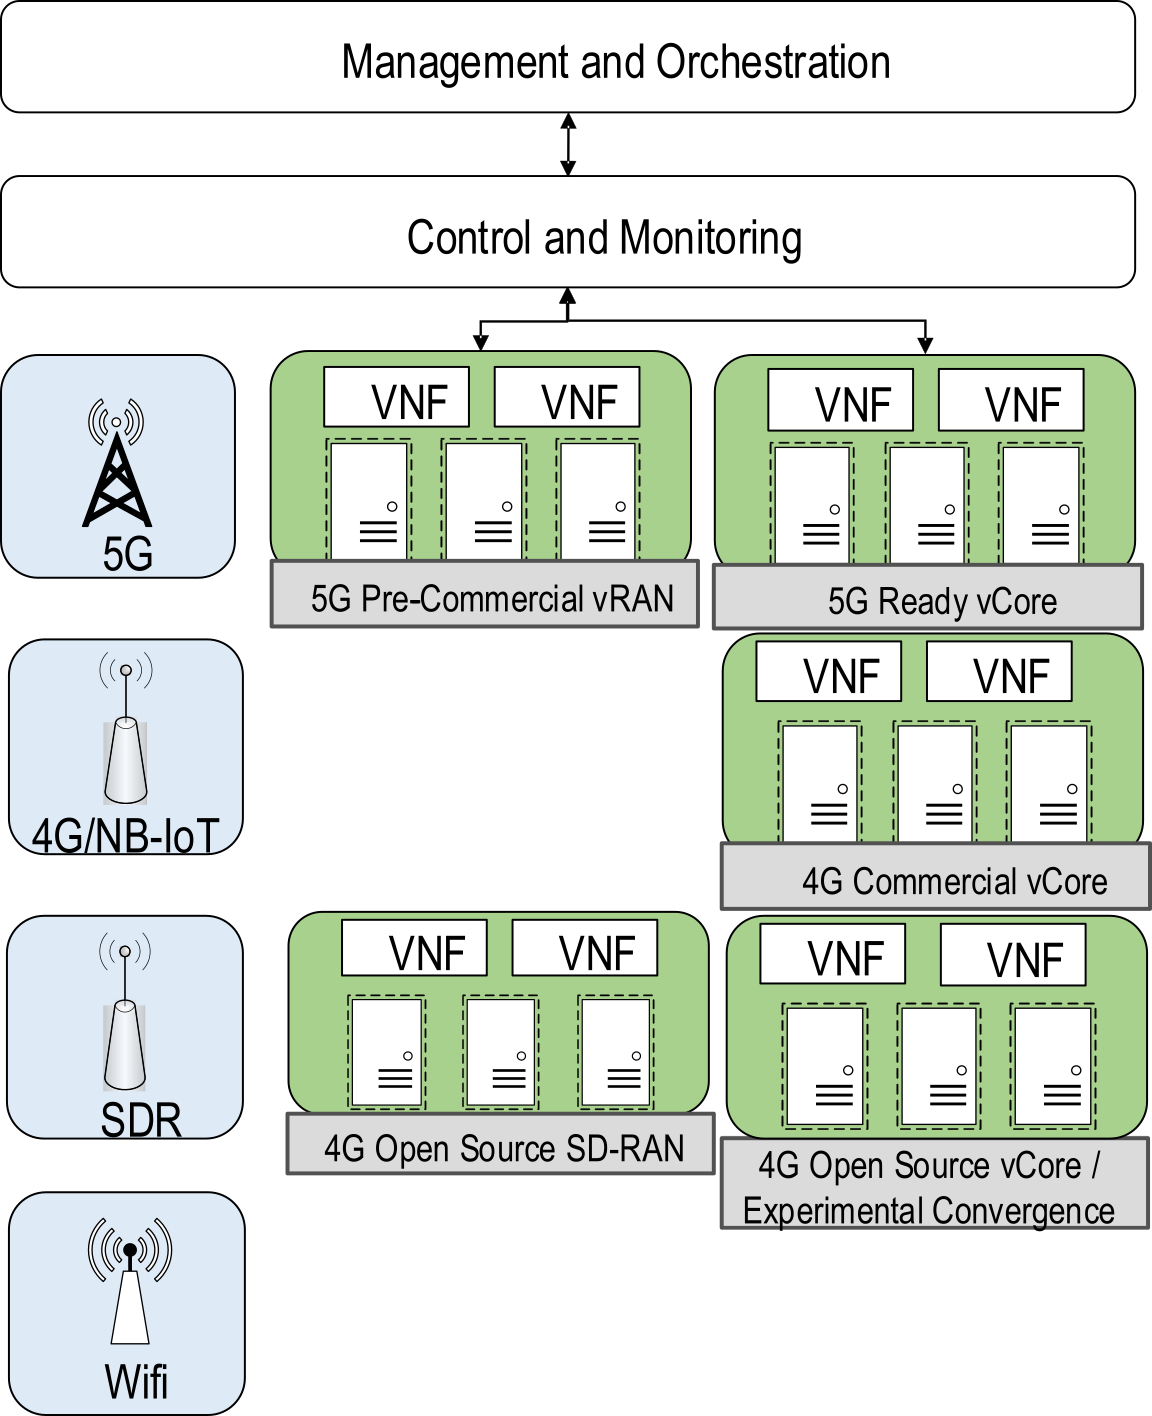 Management and Orchestration
Control and Monitoring
5G
VNF VNF
5G Pre-Commercial vRAN
VNF VNF
5G Ready vCore
4G/NB-IoT
VNF VNF
4G Commercial vCore
SDR
VNF VNF
4G Open Source SD-RAN
VNF VNF
4G Open Source vCore /
Experimental Convergence
Wifi